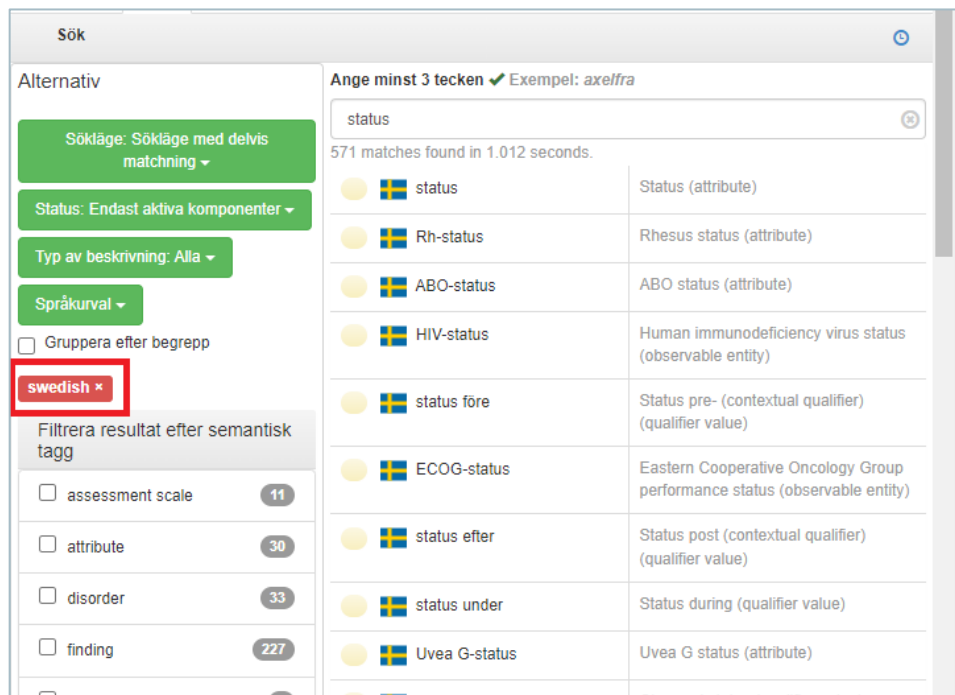 Sök
Alternativ
Sökläge: Sökläge med delvis
matchning
Status: Endast aktiva komponenter
Typ av beskrivning: Alla
Språkurval
Gruppera efter begrepp
swedish ×
Filtrera resultat efter semantisk
tagg
assessment scale 11
attribute 30
disorder 33
finding 227
Ange minst 3 tecken ✔ Exempel: axelfra
status
571 matches found in 1.012 seconds.
status Status (attribute)
Rh-status Rhesus status (attribute)
ABO-status ABO status (attribute)
HIV-status Human immunodeficiency virus status
(observable entity)
status före Status pre- (contextual qualifier)
(qualifier value)
ECOG-status Eastern Cooperative Oncology Group
performance status (observable entity)
status efter Status post (contextual qualifier)
(qualifier value)
status under Status during (qualifier value)
Uvea G-status Uvea G status (attribute)